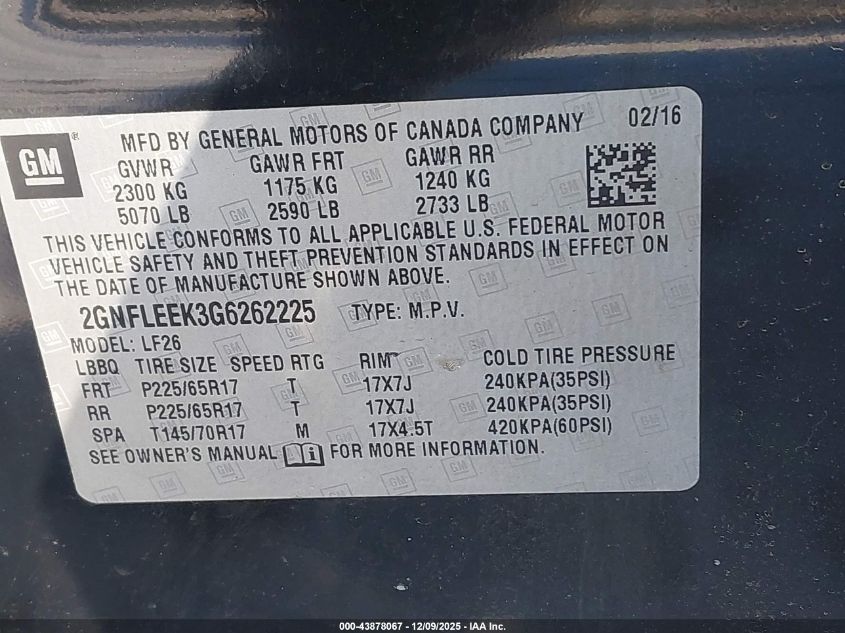 GM ®
MFD BY GENERAL MOTORS OF CANADA COMPANY 02/16
GVWR GAWR FRT GAWR RR
2300 KG 1175 KG 1240 KG
5070 LB 2590 LB 2733 LB
THIS VEHICLE CONFORMS TO ALL APPLICABLE U.S. FEDERAL MOTOR
VEHICLE SAFETY AND THEFT PREVENTION STANDARDS IN EFFECT ON
THE DATE OF MANUFACTURE SHOWN ABOVE.
2GNFLEEK3G6262225 TYPE: M.P.V.
MODEL: LF26
LBBQ TIRE SIZE SPEED RTG RIM COLD TIRE PRESSURE
FRT P225/65R17 T 17X7J 240KPA(35PSI)
RR P225/65R17 T 17X7J 240KPA(35PSI)
SPA T145/70R17 M 17X4.5T 420KPA(60PSI)
SEE OWNER'S MANUAL i FOR MORE INFORMATION.
000-43878067 - 12/09/2025 - IAA Inc.